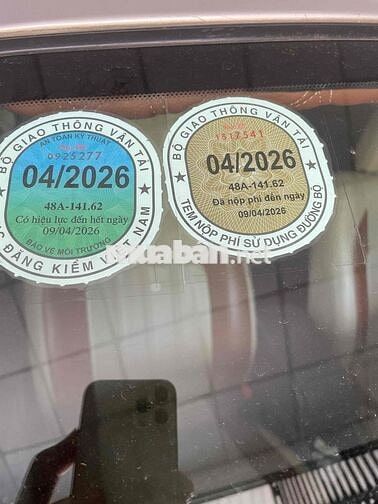 BỘ GIAO THÔNG VẬN TẢI
AN TOÀN KỸ THUẬT
0925277
04/2026
48A-141.62
Có hiệu lực đến hết ngày
09/04/2026
BẢO VỆ MÔI TRƯỜNG
ĐĂNG KIỂM VIỆT NAM
BỘ GIAO THÔNG VẬN TẢI
1317541
04/2026
48A-141.62
Đã nộp phí đến ngày
09/04/2026
TEM NỘP PHÍ SỬ DỤNG ĐƯỜNG BỘ
muaban.net